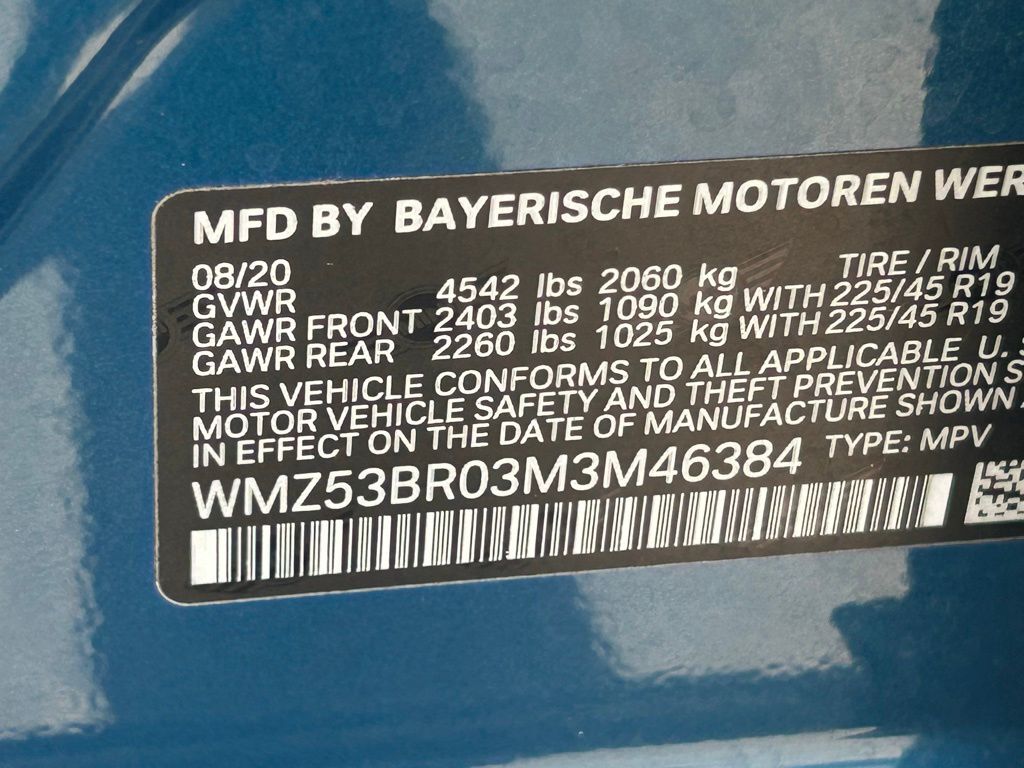 MFD BY BAYERISCHE MOTOREN WER
08/20 TIRE / RIM
GVWR 4542 lbs 2060 kg
GAWR FRONT 2403 lbs 1090 kg WITH 225/45 R19
GAWR REAR 2260 lbs 1025 kg WITH 225/45 R19
THIS VEHICLE CONFORMS TO ALL APPLICABLE U. S
MOTOR VEHICLE SAFETY AND THEFT PREVENTION S
IN EFFECT ON THE DATE OF MANUFACTURE SHOWN
WMZ53BR03M3M46384 TYPE: MPV